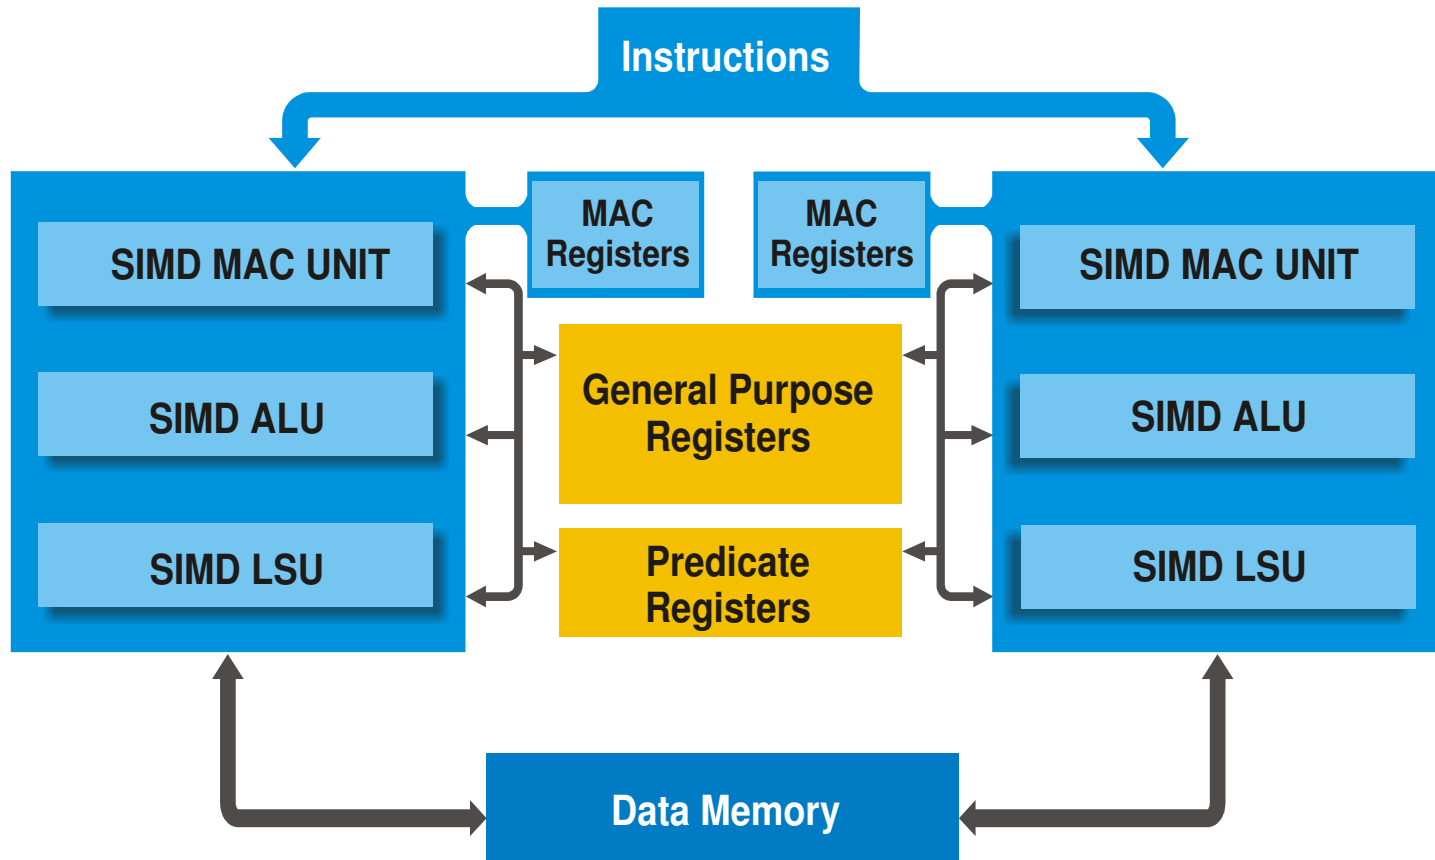 Instructions
MAC
Registers
MAC
Registers
SIMD MAC UNIT
SIMD MAC UNIT
General Purpose
Registers
SIMD ALU
SIMD ALU
Predicate
Registers
SIMD LSU
SIMD LSU
Data Memory